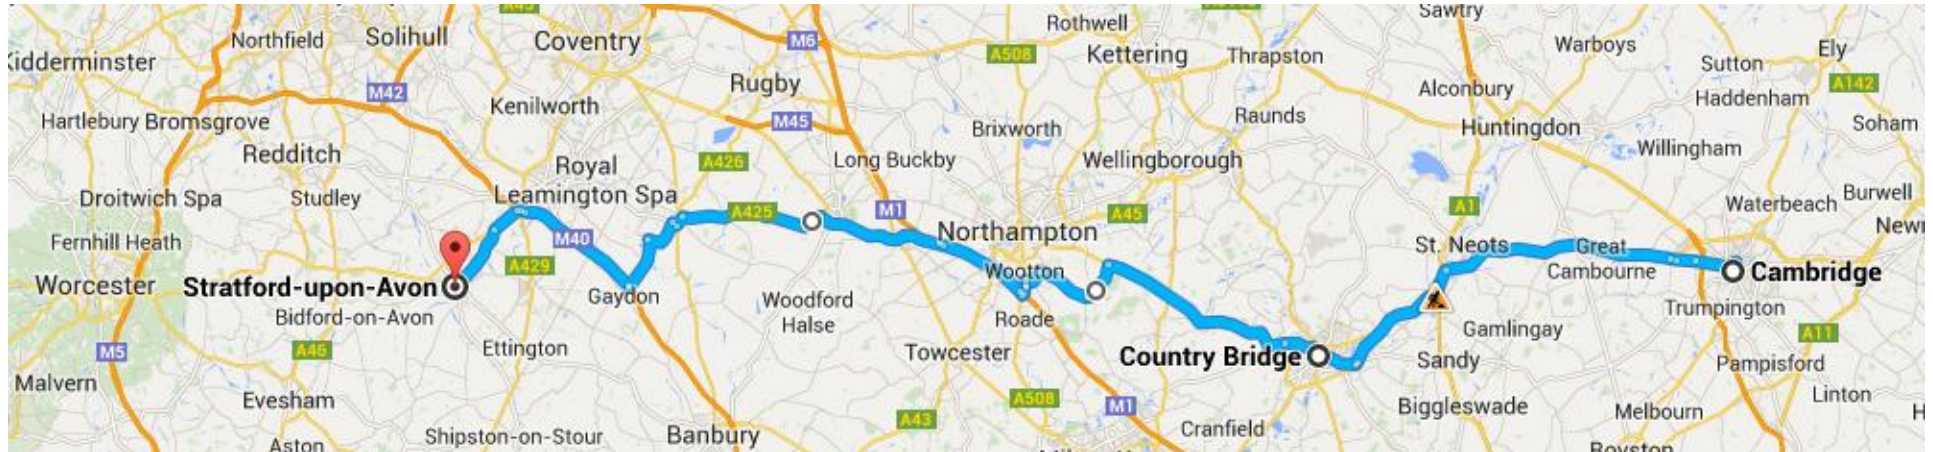 A45
Sawtry
Rothwell
Northfield
Solihull
Coventry
M6
A508
Kettering
Thrapston
Warboys
Ely
Kidderminster
Sutton
A142
Rugby
M42
Kenilworth
Alconbury
Haddenham
Hartlebury
Bromsgrove
M45
Brixworth
Raunds
Huntingdon
Soham
Redditch
Royal
Leamington Spa
A426
Long Buckby
Wellingborough
Willingham
Droitwich Spa
Studley
A425
M1
A45
A1
Waterbeach
Burwell
Fernhill Heath
M40
Northampton
St. Neots
Great
Cambourne
Worcester
Stratford-upon-Avon
A429
Gaydon
Wootton
Cambridge
Bidford-on-Avon
Woodford
Halse
Roade
Trumpington
M5
A46
Ettington
Towcester
Country Bridge
Gamlingay
Sandy
A11
Pampisford
Malvern
Evesham
A508
A43
M1
Biggleswade
Melbourn
Linton
Aston
Shipston-on-Stour
Banbury
Cranfield
Royston